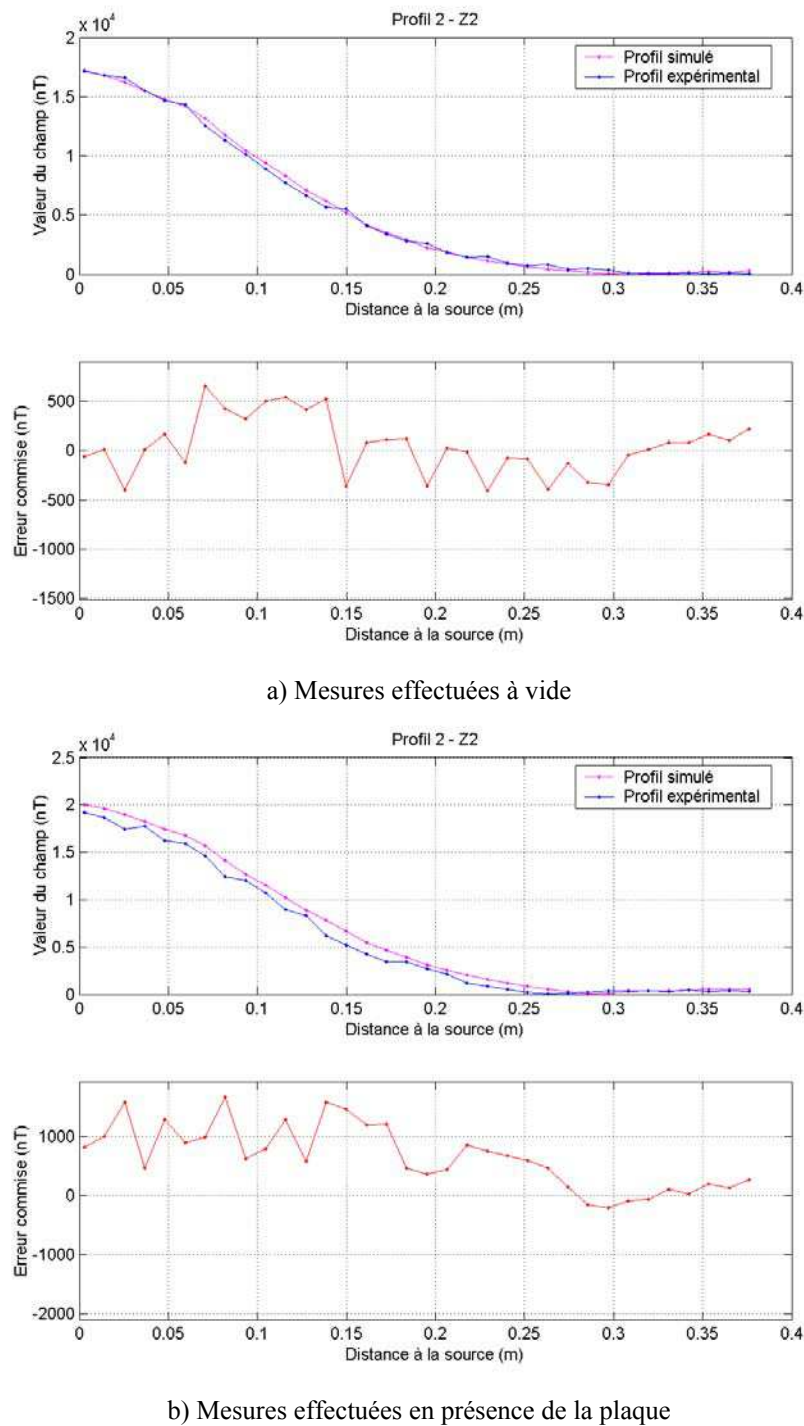 Profil 2 - Z2
x 10^4
2
1.5
1
0.5
0
Valeur du champ (nT)
Profil simulé
Profil expérimental
0 0.05 0.1 0.15 0.2 0.25 0.3 0.35 0.4
Distance à la source (m)
500
0
-500
-1000
-1500
Erreur commise (nT)
0 0.05 0.1 0.15 0.2 0.25 0.3 0.35 0.4
Distance à la source (m)
a) Mesures effectuées à vide
Profil 2 - Z2
x 10^4
2.5
2
1.5
1
0.5
0
Valeur du champ (nT)
Profil simulé
Profil expérimental
0 0.05 0.1 0.15 0.2 0.25 0.3 0.35 0.4
Distance à la source (m)
1000
0
-1000
-2000
Erreur commise (nT)
0 0.05 0.1 0.15 0.2 0.25 0.3 0.35 0.4
Distance à la source (m)
b) Mesures effectuées en présence de la plaque